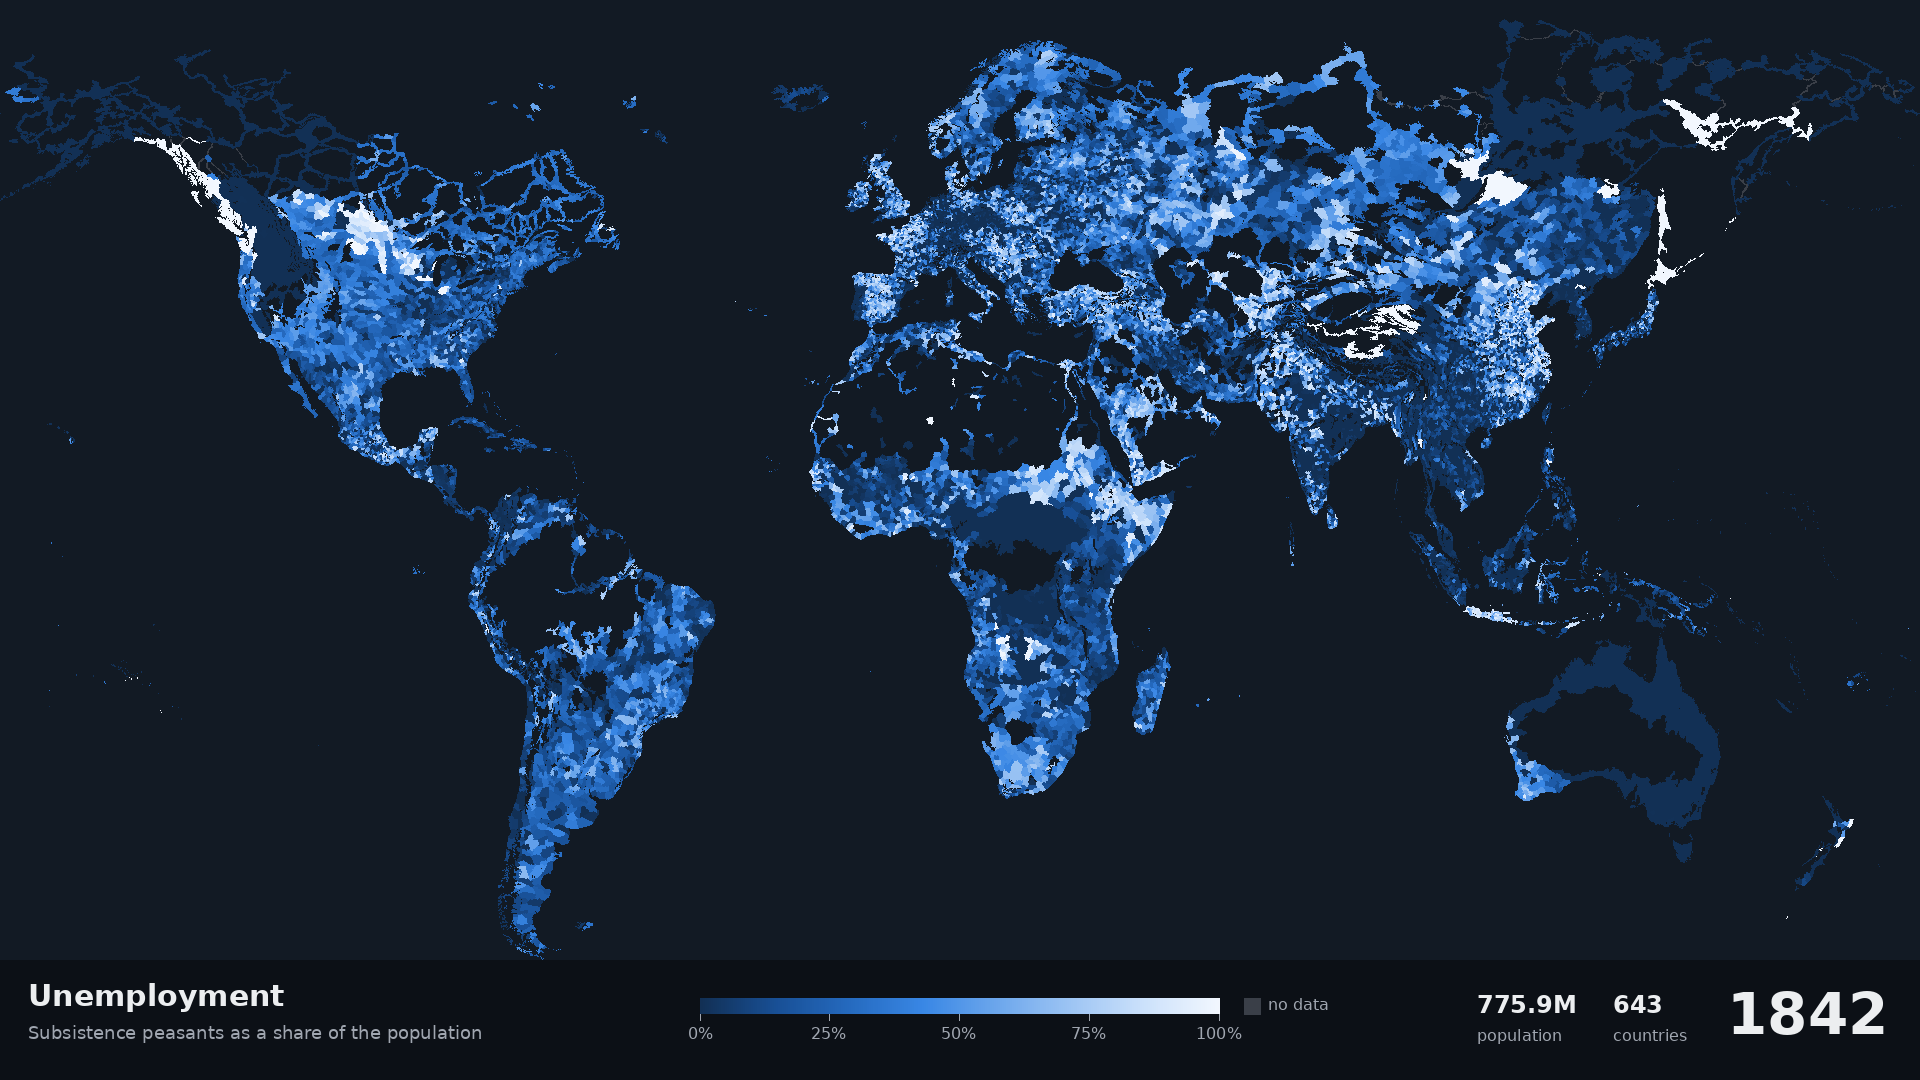 Unemployment
Subsistence peasants as a share of the population
0% 25% 50% 75% 100%
no data
775.9M
population
643
countries
1842